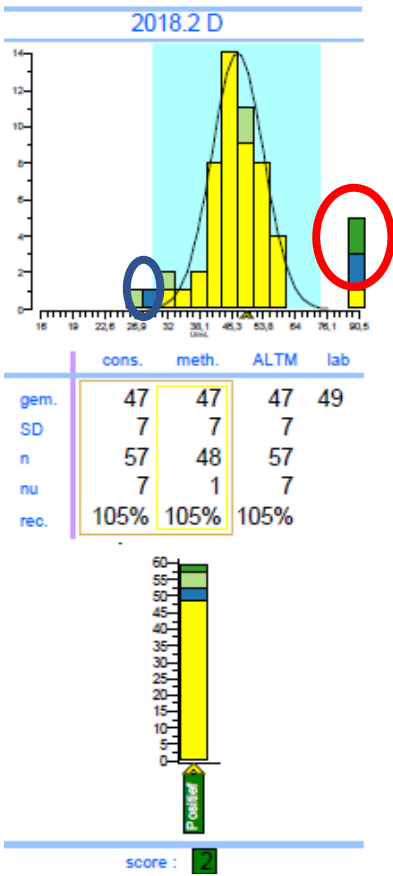 2018.2 D
14
12
10
8
6
4
2
0
16 19 22,6 26,9 32 38,1 45,3 53,8 64 76,1 90,5
U/mL
cons. meth. ALTM lab
gem. 47 47 47 49
SD 7 7 7
n 57 48 57
nu 7 1 7
rec. 105% 105% 105%
60
55
50
45
40
35
30
25
20
15
10
5
0
Positief
score : 2